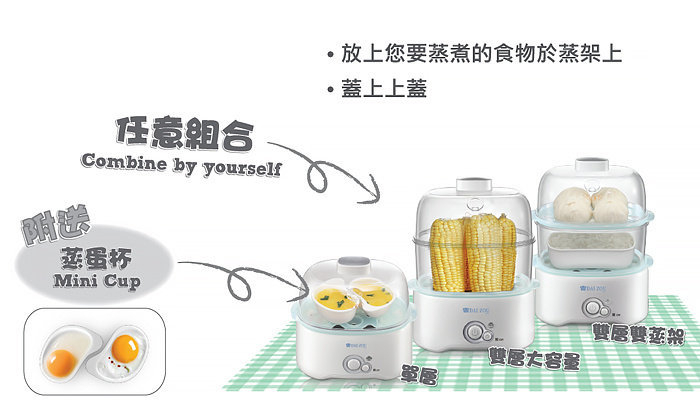 • 放上您要蒸煮的食物於蒸架上
• 蓋上上蓋
任意組合
Combine by yourself
附送
蒸蛋杯
Mini Cup
單層
雙層大容量
雙層雙蒸架